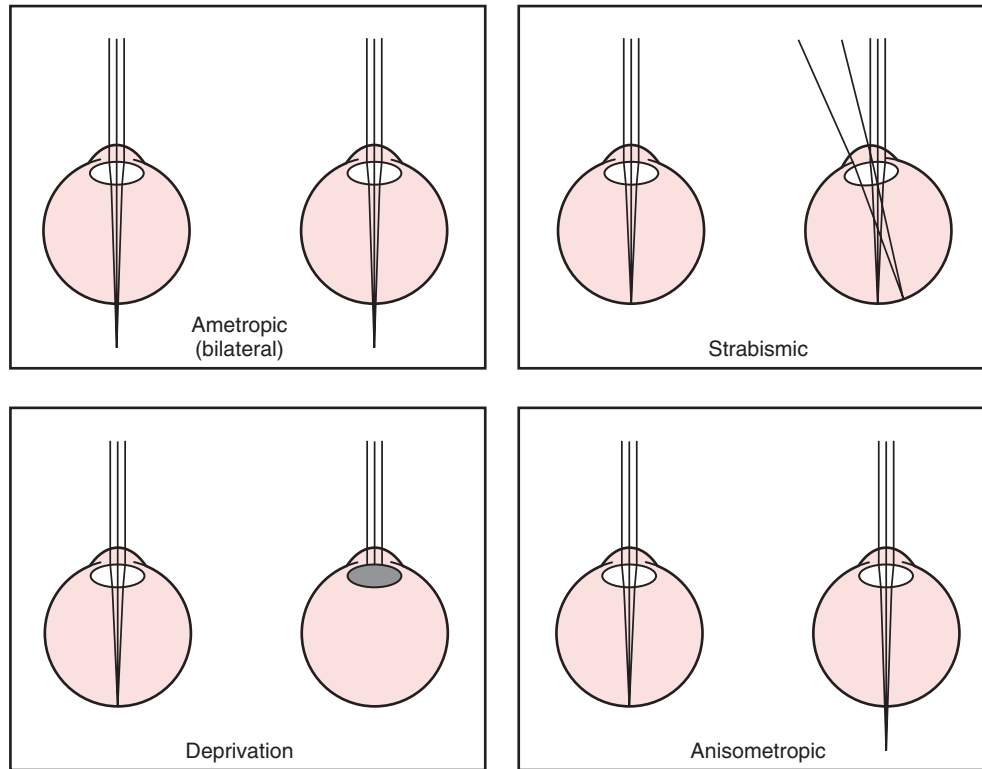 Ametropic
(bilateral)
Strabismic
Deprivation
Anisometropic